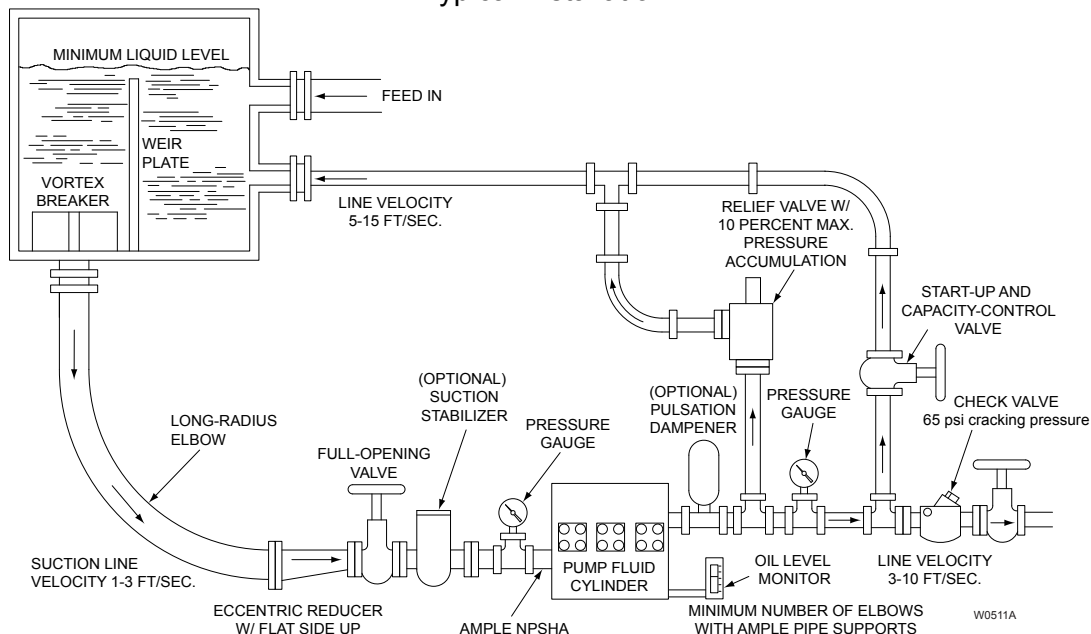 MINIMUM LIQUID LEVEL
FEED IN
WEIR
PLATE
VORTEX
BREAKER
LINE VELOCITY
5-15 FT/SEC.
RELIEF VALVE W/
10 PERCENT MAX.
PRESSURE
ACCUMULATION
START-UP AND
CAPACITY-CONTROL
VALVE
(OPTIONAL)
SUCTION
STABILIZER
(OPTIONAL)
PULSATION
DAMPENER
PRESSURE
GAUGE
CHECK VALVE
65 psi cracking pressure
LONG-RADIUS
ELBOW
FULL-OPENING
VALVE
PRESSURE
GAUGE
SUCTION LINE
VELOCITY 1-3 FT/SEC.
PUMP FLUID
CYLINDER
OIL LEVEL
MONITOR
LINE VELOCITY
3-10 FT/SEC.
ECCENTRIC REDUCER
W/ FLAT SIDE UP
AMPLE NPSHA
MINIMUM NUMBER OF ELBOWS
WITH AMPLE PIPE SUPPORTS
W0511A